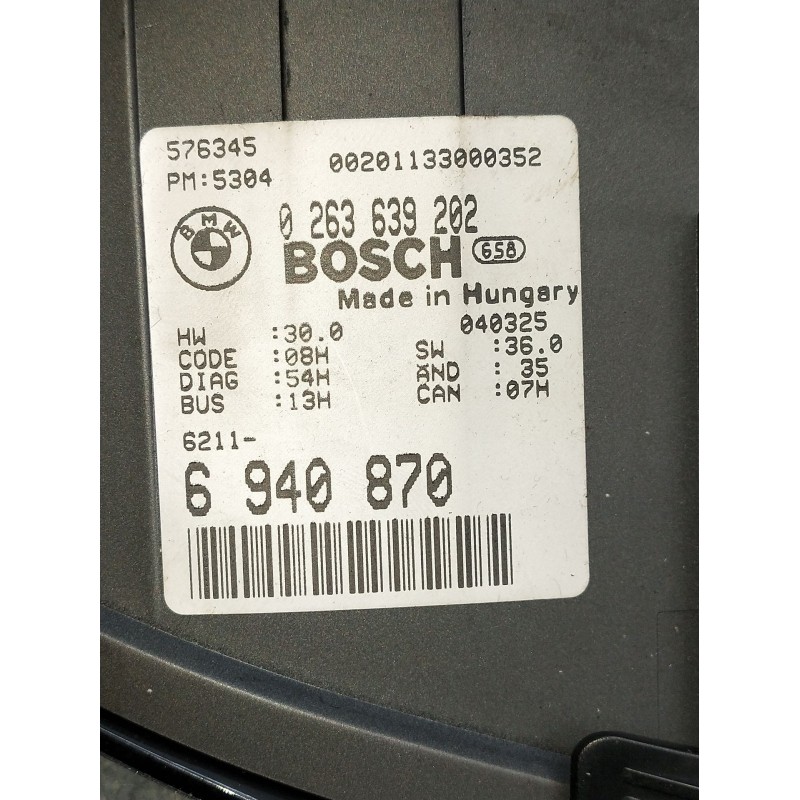 576345 00201133000352
PM:5304
0 263 639 202
BMW
BOSCH 658
Made in Hungary
040325
HW :30.0 SW :36.0
CODE :08H AND : 35
DIAG :54H CAN :07H
BUS :13H
6211-
6 940 870